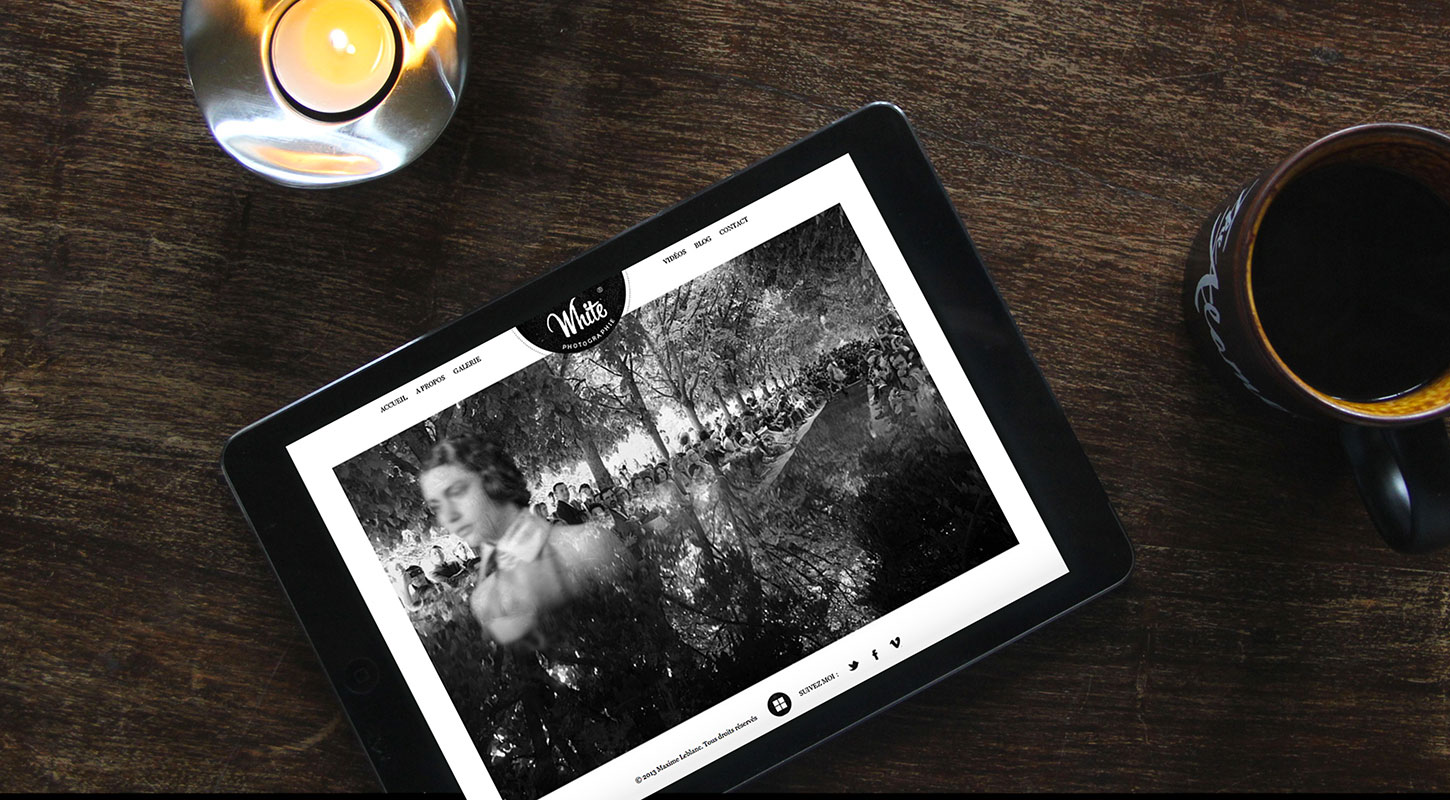 ACCUEIL A PROPOS GALERIE
White
®
PHOTOGRAPHIE
VIDÉOS BLOG CONTACT
© 2013 Maxime Leblanc. Tous droits réservés
SUIVEZ MOI :